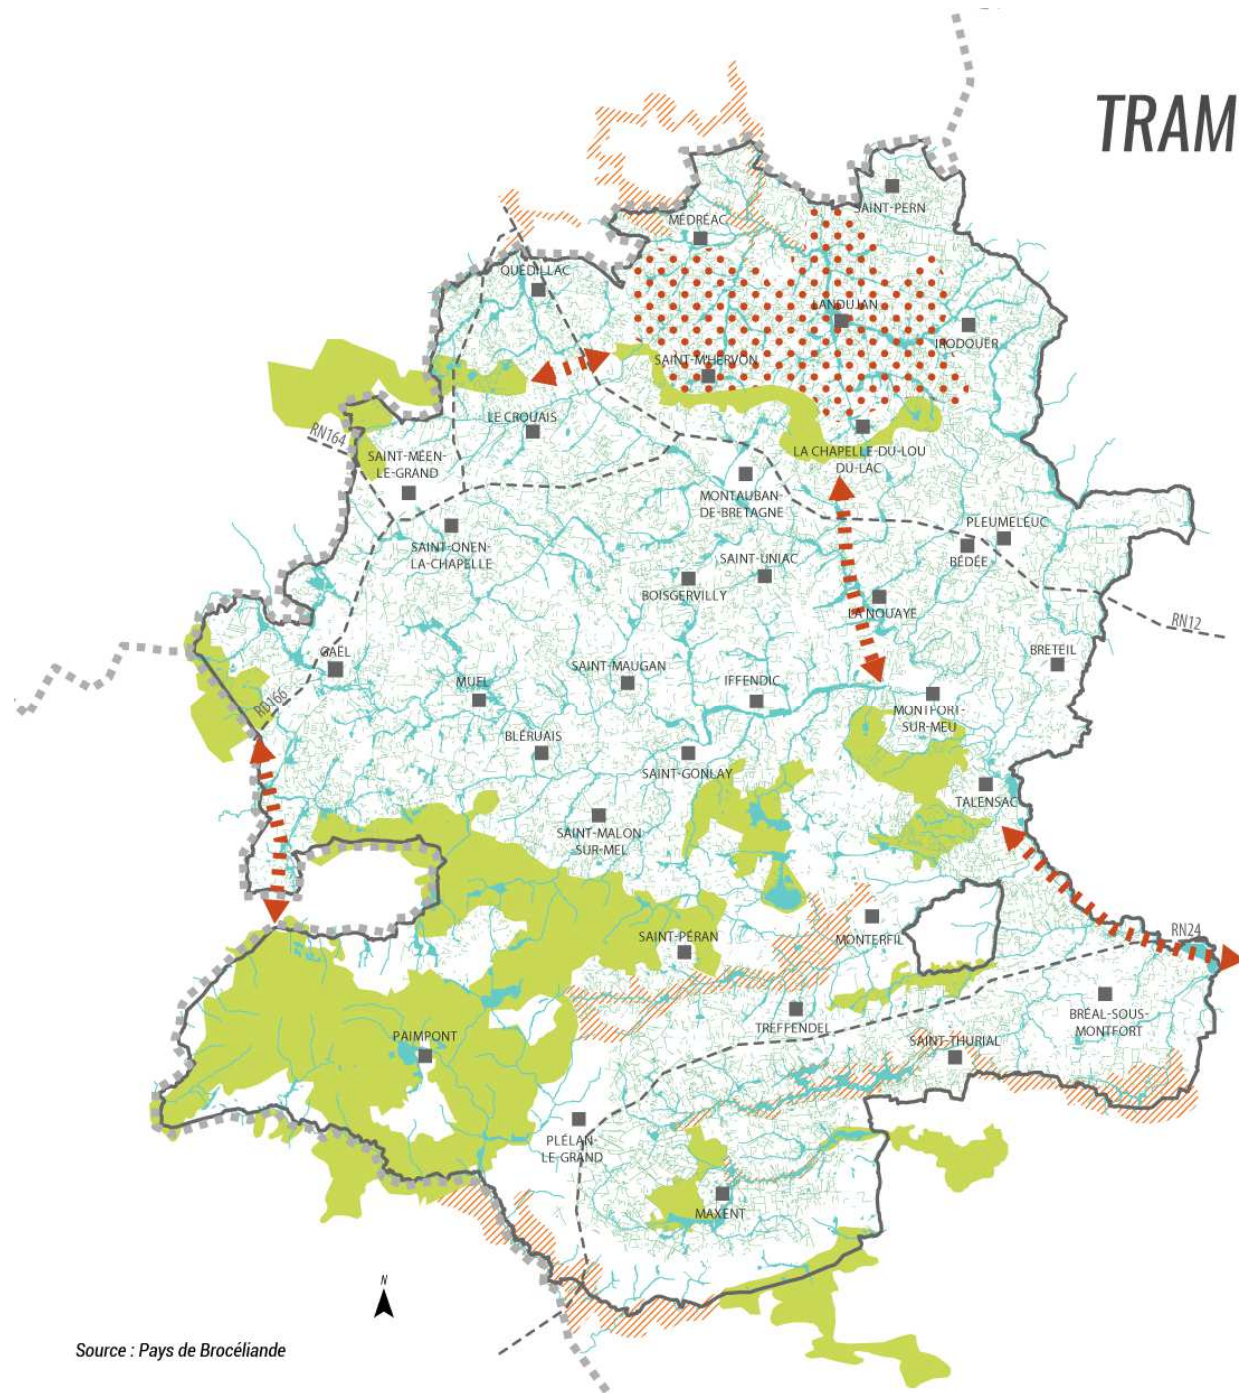 TRAM
SAINT-PERN
MÉDRÉAC
QUÉDILLAC
LANDUJAN
IRODOUER
SAINT-M'HERVON
LE CROUAIS
RN164
SAINT-MÉEN-
LE-GRAND
LA CHAPELLE-DU-LOU
DU-LAC
MONTAUBAN-
DE-BRETAGNE
PLEUMELEUC
SAINT-ONEN-
LA-CHAPELLE
BÉDÉE
SAINT-UNIAC
BOISGERVILLY
LA NOUAYE
RN12
GAËL
BRETEIL
SAINT-MAUGAN
MUEL
IFFENDIC
RD166
MONTFORT-
SUR-MEU
BLÉRUAIS
SAINT-GONLAY
TALENSAC
SAINT-MALON
SUR-MEL
SAINT-PÉRAN
MONTERFIL
RN24
BRÉAL-SOUS-
MONTFORT
TREFFENDEL
PAIMPONT
SAINT-THURIAL
PLÉLAN-
LE-GRAND
MAXENT
N
Source : Pays de Brocéliande